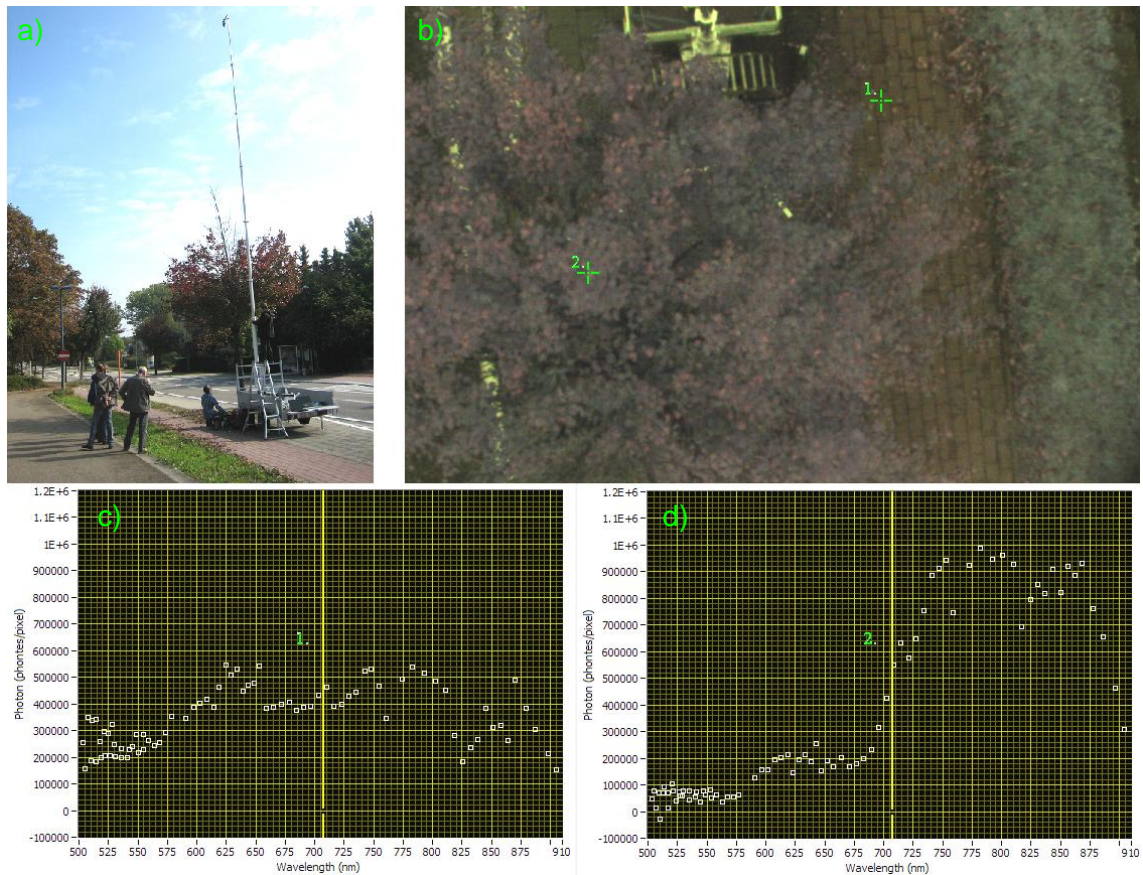 a)
b)
1.
2.
c)
1.2E+6
1.1E+6
1E+6
900000
800000
700000
600000
500000
400000
300000
200000
100000
0
-100000
Photon (phontes/pixel)
1.
500 525 550 575 600 625 650 675 700 725 750 775 800 825 850 875 910
Wavelength (nm)
d)
1.2E+6
1.1E+6
1E+6
900000
800000
700000
600000
500000
400000
300000
200000
100000
0
-100000
Photon (phontes/pixel)
2.
500 525 550 575 600 625 650 675 700 725 750 775 800 825 850 875 910
Wavelength (nm)